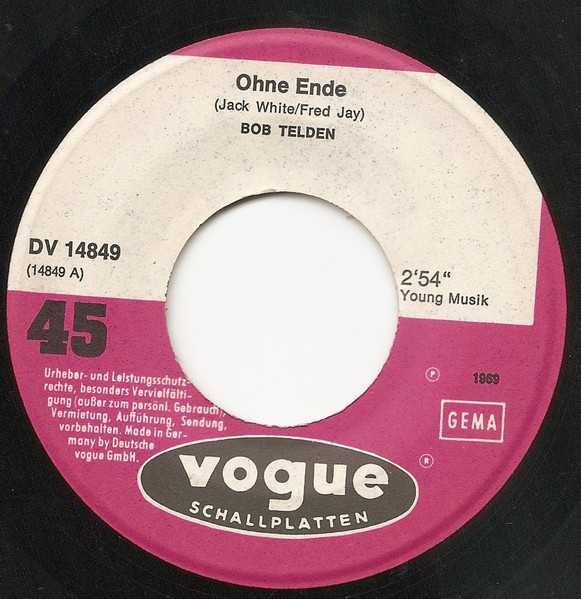 Ohne Ende
(Jack White/Fred Jay)
BOB TELDEN
DV 14849
(14849 A)
2'54"
Young Musik
45
Urheber- und Leistungsschutz-
rechte, besonders Vervielfälti-
gung (außer zum persönl. Gebrauch),
Vermietung, Aufführung, Sendung,
vorbehalten. Made in Ger-
many by Deutsche
vogue GmbH.
℗ 1969
GEMA
®
vogue
SCHALLPLATTEN